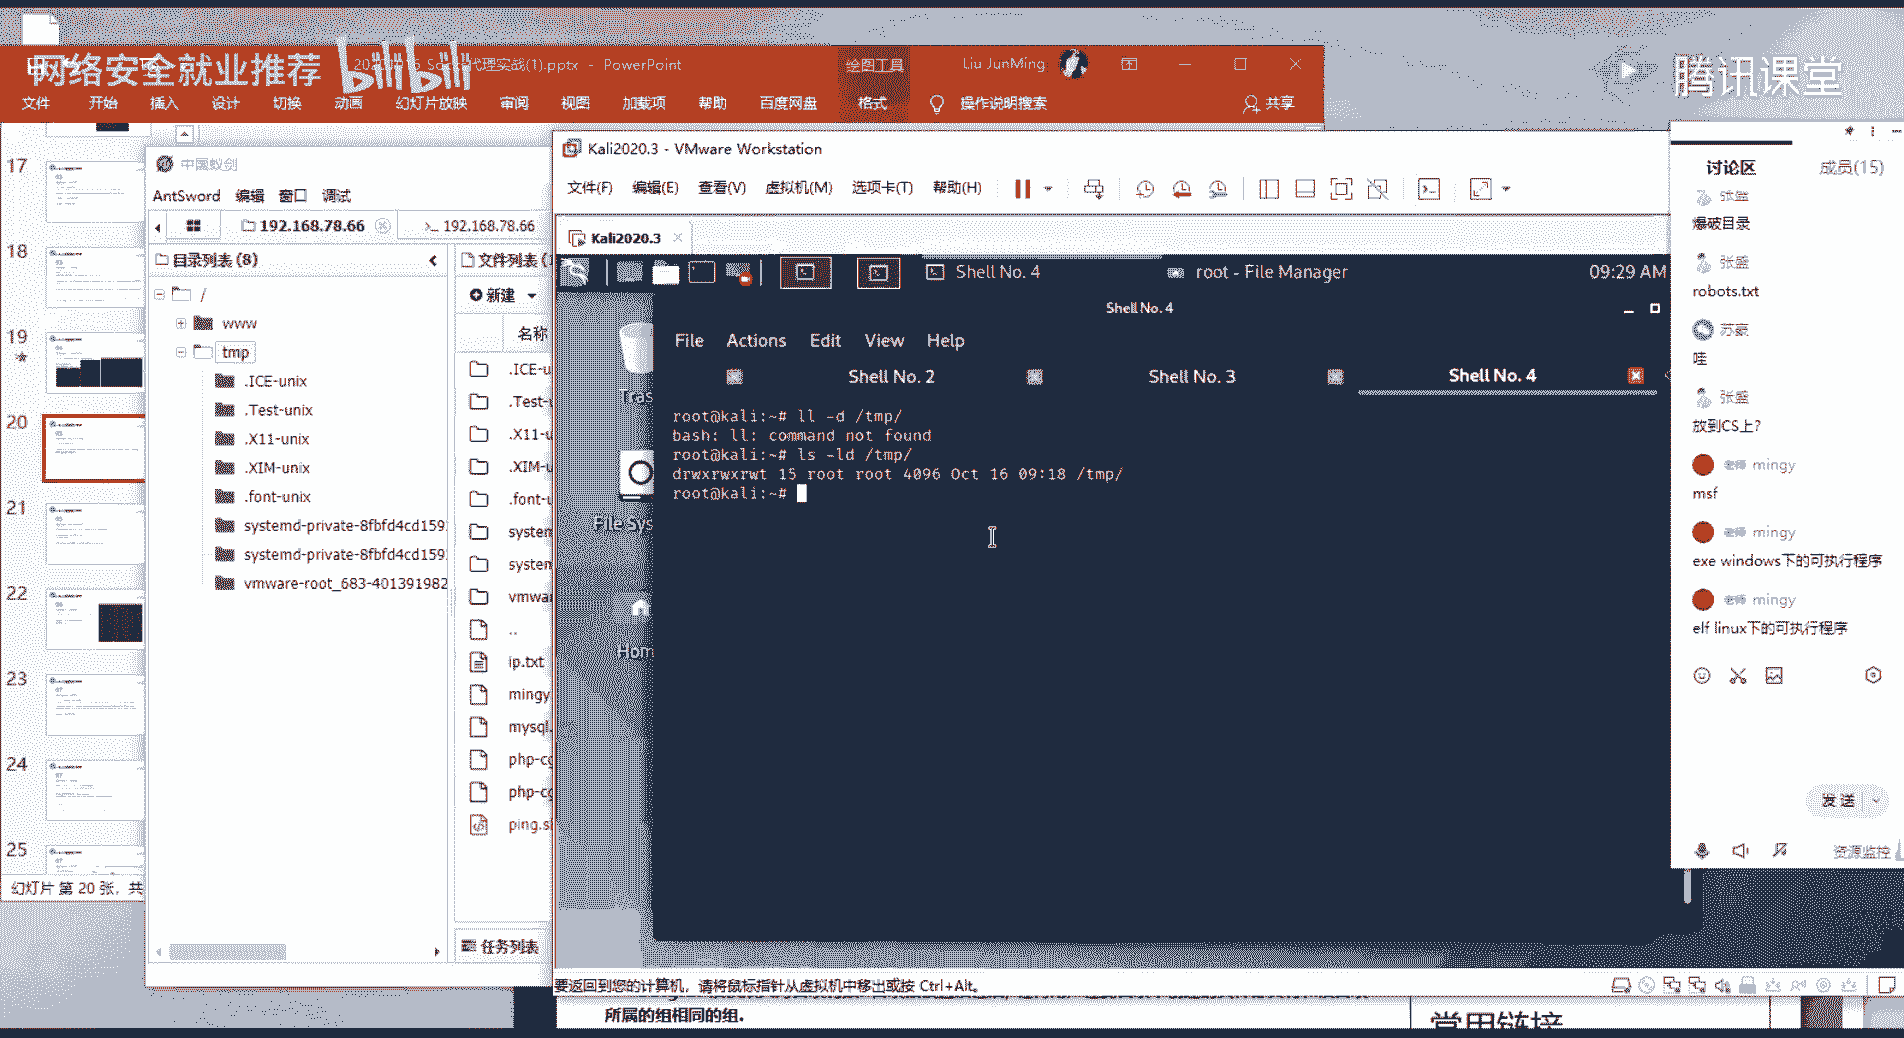 网络安全就业推荐
bilibili
代理实战(1).pptx - PowerPoint
绘图工具
Liu JunMing
腾讯课堂
文件 开始 插入 设计 切换 动画 幻灯片放映 审阅 视图 加载项 帮助 百度网盘 格式 操作说明搜索 共享
17
18
19
20
21
22
23
24
25
幻灯片 第 20 张，共
中国蚁剑
AntSword 编辑 窗口 调试
192.168.78.66
192.168.78.66
目录列表 (8)
/
www
tmp
.ICE-unix
.Test-unix
.X11-unix
.XIM-unix
.font-unix
systemd-private-8fbfd4cd159
systemd-private-8fbfd4cd159
vmware-root_683-401391982
文件列表 (
新建
名称
.ICE-u
.Test-
.X11-u
.XIM-u
.font-u
system
system
vmwa
..
ip.txt
mingy
mysql.
php-cg
php-cg
ping.s
任务列表
Kali2020.3 - VMware Workstation
文件(F) 编辑(E) 查看(V) 虚拟机(M) 选项卡(T) 帮助(H)
Kali2020.3
Shell No. 4
root - File Manager
09:29 AM
Shell No. 4
File Actions Edit View Help
Shell No. 2
Shell No. 3
Shell No. 4
Tras
File Sys
Hom
root@kali:~# ll -d /tmp/
bash: ll: command not found
root@kali:~# ls -ld /tmp/
drwxrwxrwt 15 root root 4096 Oct 16 09:18 /tmp/
root@kali:~#
要返回到您的计算机，请将鼠标指针从虚拟机中移出或按 Ctrl+Alt。
所属的组相同的组.
常用链接
讨论区
成员(15)
张盛
爆破目录
张盛
robots.txt
苏豪
哇
张盛
放到CS上?
老师 mingy
msf
老师 mingy
exe windows下的可执行程序
老师 mingy
elf linux下的可执行程序
发送
资源监控